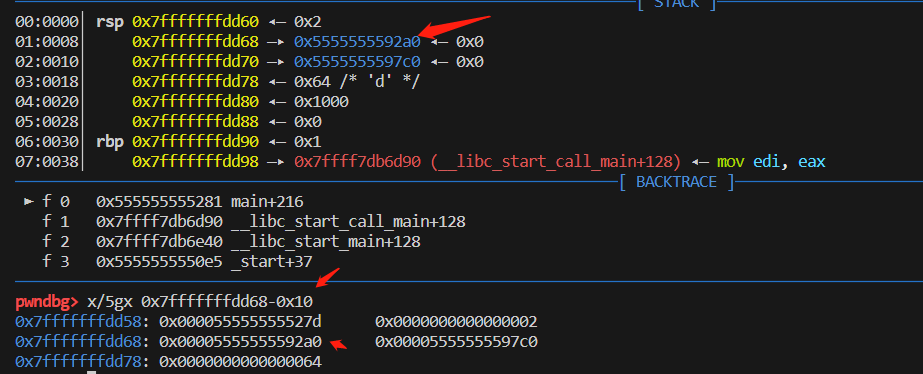 [ STACK ]
00:0000│ rsp 0x7fffffffdd60 ◂— 0x2
01:0008│     0x7fffffffdd68 —▸ 0x5555555592a0 ◂— 0x0
02:0010│     0x7fffffffdd70 —▸ 0x5555555597c0 ◂— 0x0
03:0018│     0x7fffffffdd78 ◂— 0x64 /* 'd' */
04:0020│     0x7fffffffdd80 ◂— 0x1000
05:0028│     0x7fffffffdd88 ◂— 0x0
06:0030│ rbp 0x7fffffffdd90 ◂— 0x1
07:0038│     0x7fffffffdd98 —▸ 0x7ffff7db6d90 (__libc_start_call_main+128) ◂— mov edi, eax
[ BACKTRACE ]
► f 0   0x555555555281 main+216
f 1   0x7ffff7db6d90 __libc_start_call_main+128
f 2   0x7ffff7db6e40 __libc_start_main+128
f 3   0x5555555550e5 _start+37
pwndbg> x/5gx 0x7fffffffdd68-0x10
0x7fffffffdd58: 0x000055555555527d      0x0000000000000002
0x7fffffffdd68: 0x00005555555592a0      0x00005555555597c0
0x7fffffffdd78: 0x0000000000000064